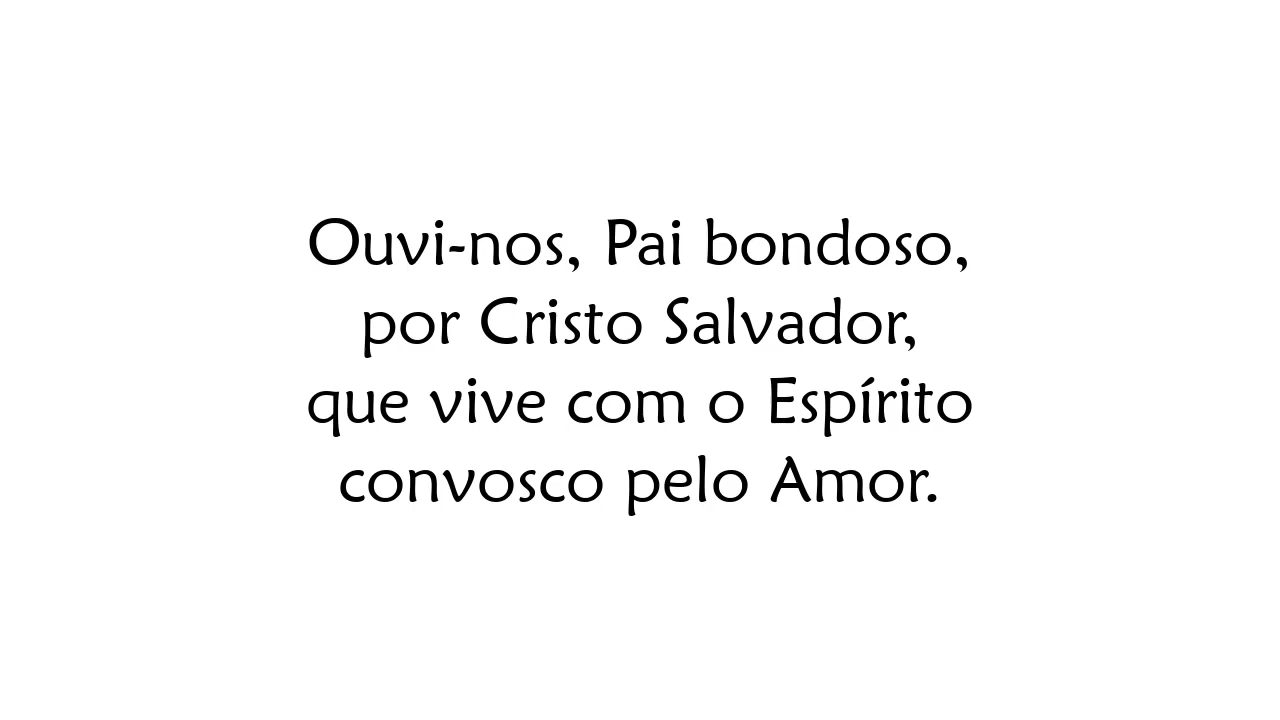 Ouvi-nos, Pai bondoso,
por Cristo Salvador,
que vive com o Espírito
convosco pelo Amor.